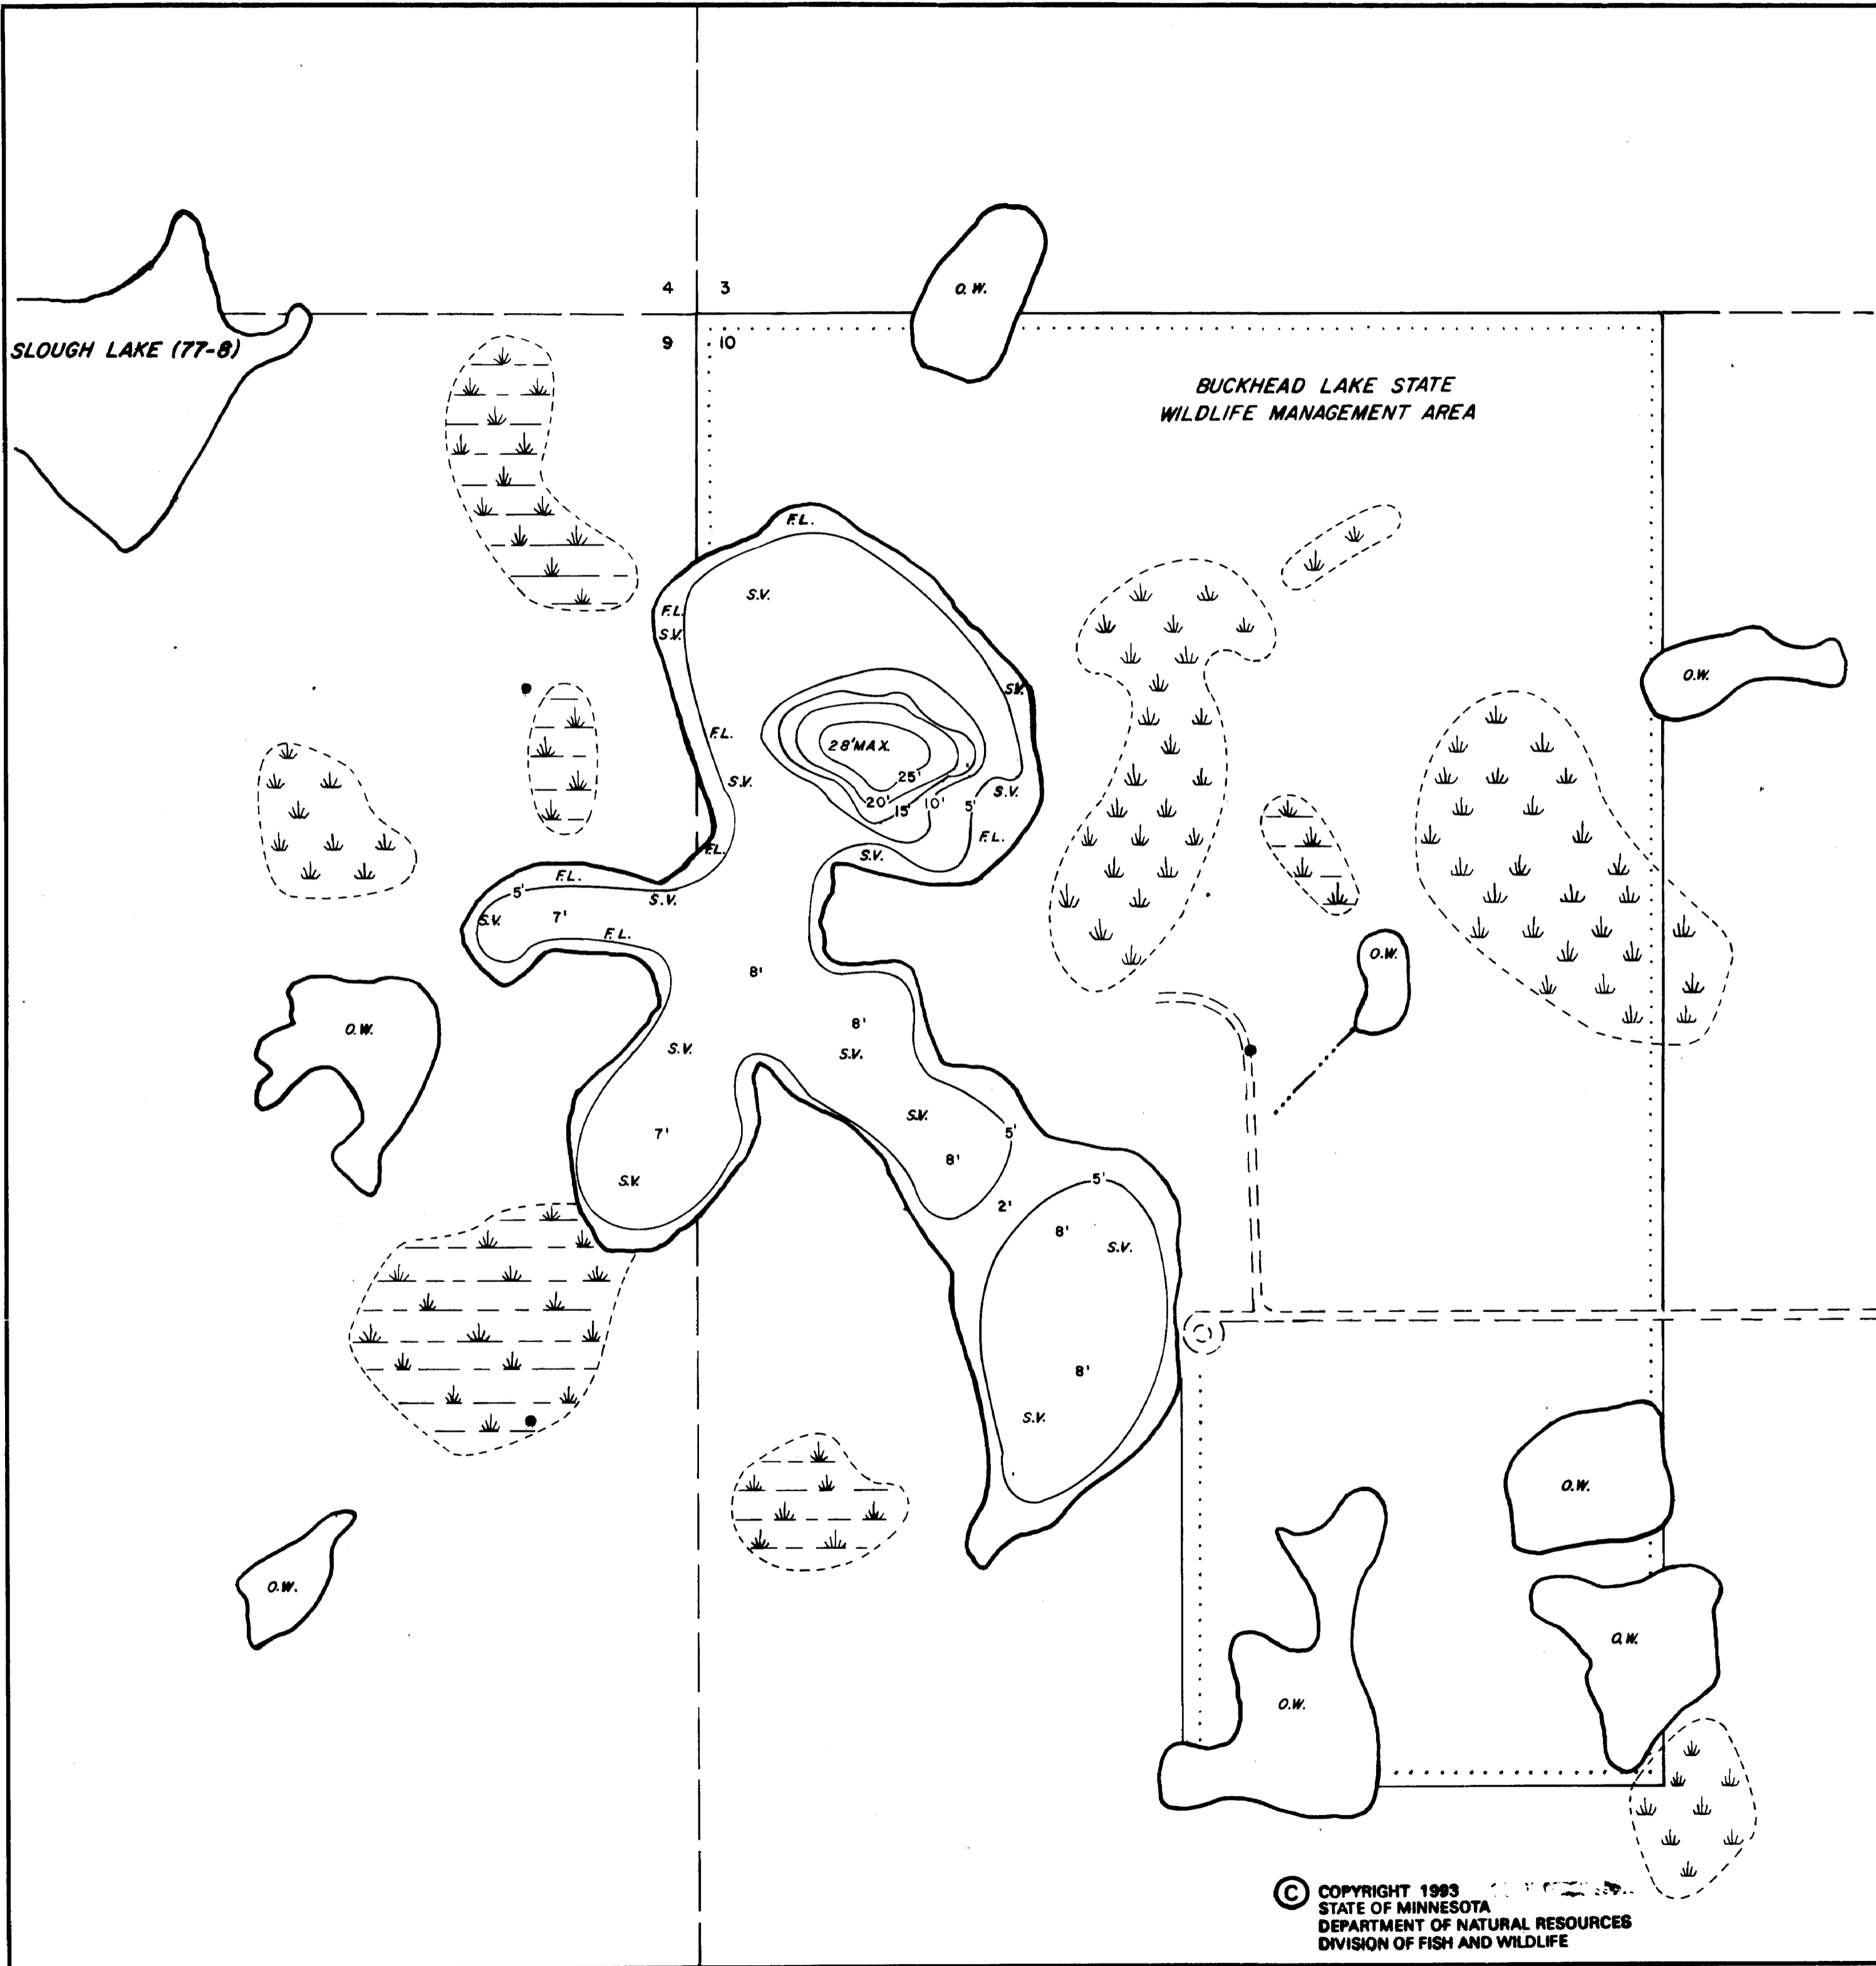 4 3
O.W.
SLOUGH LAKE (77-8)
9 10
BUCKHEAD LAKE STATE
WILDLIFE MANAGEMENT AREA
F.L.
S.V.
F.L.
S.V.
S.V.
O.W.
F.L.
28' MAX.
25'
S.V.
S.V.
20'
15'
10'
5'
F.L.
F.L.
S.V.
F.L.
5'
S.V.
S.V.
7'
F.L.
O.W.
8'
O.W.
8'
S.V.
S.V.
S.V.
7'
5'
8'
S.V.
5'
2'
8'
S.V.
8'
S.V.
O.W.
O.W.
O.W.
O.W.
© COPYRIGHT 1993
STATE OF MINNESOTA
DEPARTMENT OF NATURAL RESOURCES
DIVISION OF FISH AND WILDLIFE